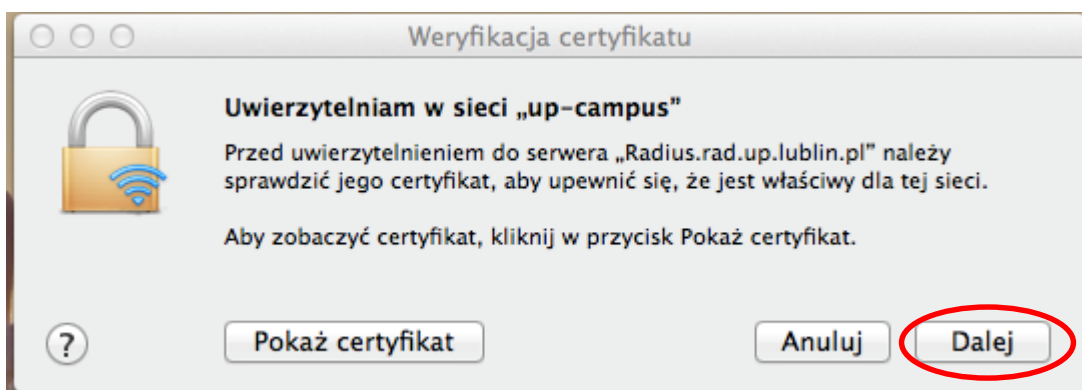 Weryfikacja certyfikatu
Uwierzytelniam w sieci „up-campus”
Przed uwierzytelnieniem do serwera „Radius.rad.up.lublin.pl” należy
sprawdzić jego certyfikat, aby upewnić się, że jest właściwy dla tej sieci.
Aby zobaczyć certyfikat, kliknij w przycisk Pokaż certyfikat.
? Pokaż certyfikat Anuluj Dalej